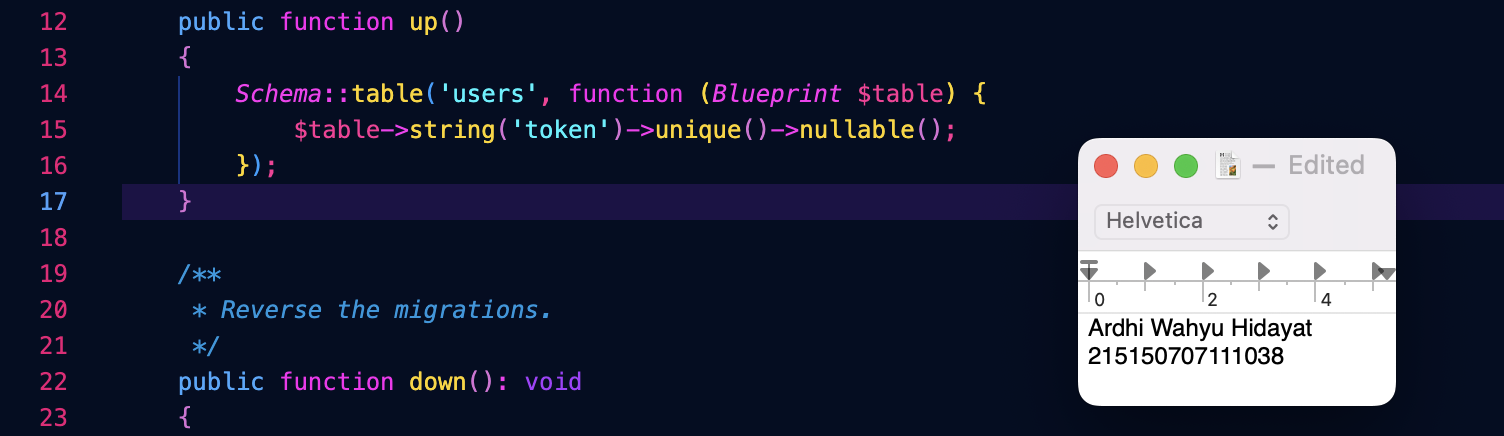 12 public function up()
13 {
14 Schema::table('users', function (Blueprint $table) {
15 $table->string('token')->unique()->nullable();
16 });
17 }
18
19 /**
20 * Reverse the migrations.
21 */
22 public function down(): void
23 {
— Edited
Helvetica
0 2 4
Ardhi Wahyu Hidayat
215150707111038